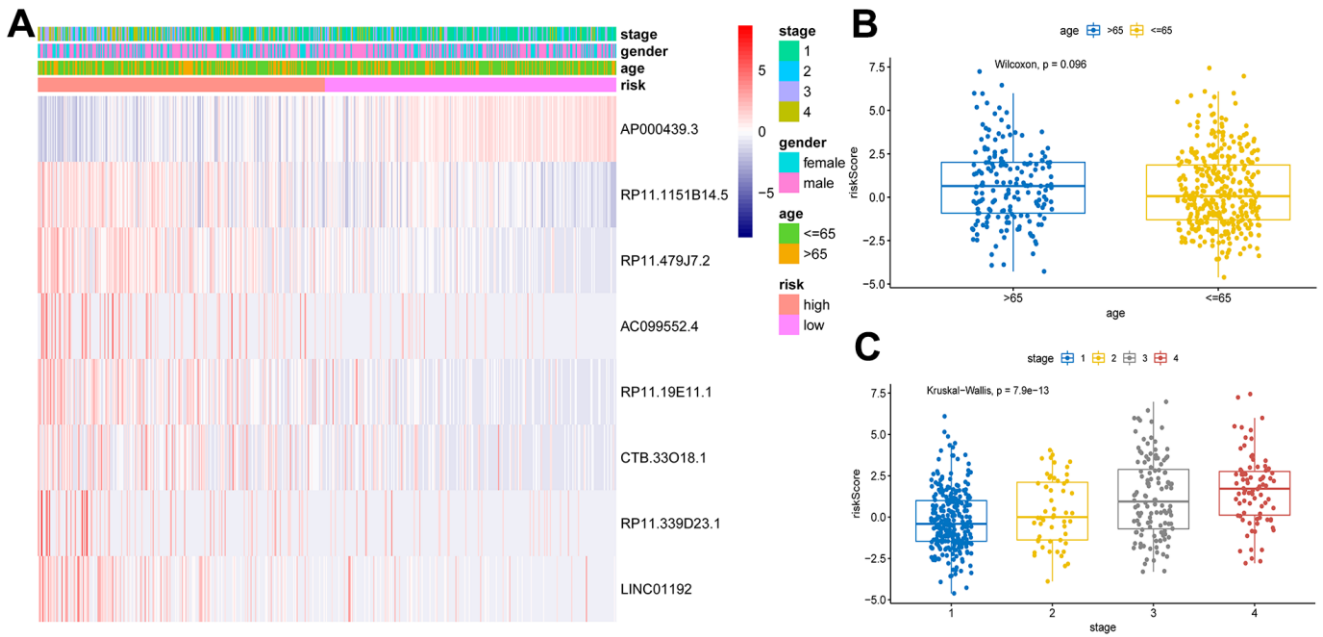 A
stage
gender
age
risk
AP000439.3
RP11.1151B14.5
RP11.479J7.2
AC099552.4
RP11.19E11.1
CTB.33O18.1
RP11.339D23.1
LINC01192
5
0
−5
stage
1
2
3
4
gender
female
male
age
<=65
>65
risk
high
low
B
age >65 <=65
Wilcoxon, p = 0.096
riskScore
7.5
5.0
2.5
0.0
−2.5
−5.0
>65 <=65
age
C
stage 1 2 3 4
Kruskal−Wallis, p = 7.9e−13
riskScore
7.5
5.0
2.5
0.0
−2.5
−5.0
1 2 3 4
stage